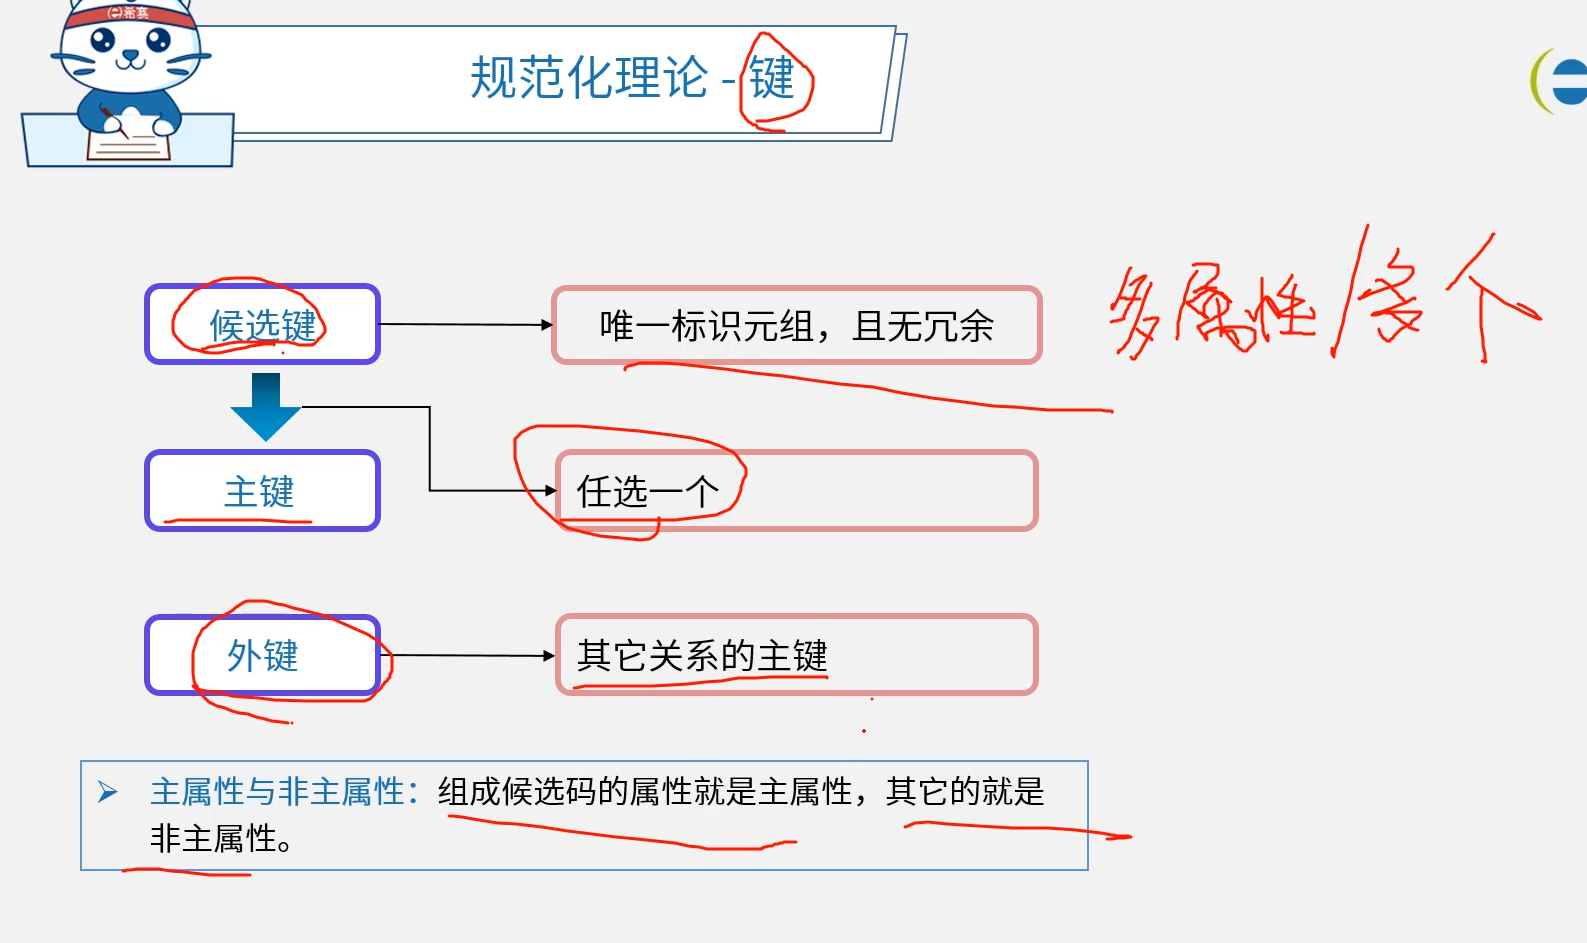 希赛
规范化理论 - 键
候选键
唯一标识元组，且无冗余
多属性/多个
主键
任选一个
外键
其它关系的主键
➢ 主属性与非主属性：组成候选码的属性就是主属性，其它的就是
非主属性。